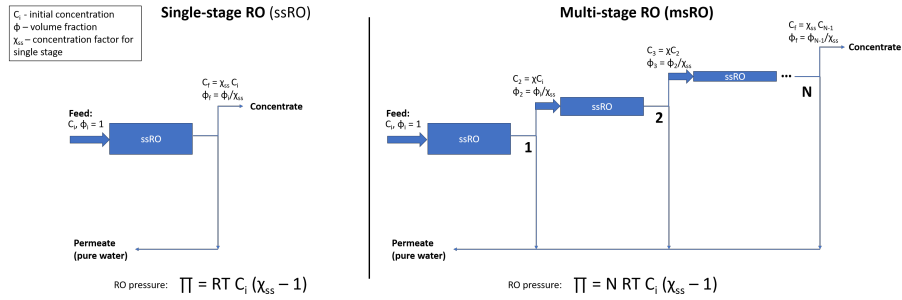 Cᵢ - initial concentration
ϕ – volume fraction
χₛₛ – concentration factor for
single stage
Single-stage RO (ssRO)
C_f = χₛₛ Cᵢ
ϕ_f = ϕᵢ/χₛₛ
Concentrate
Feed:
Cᵢ, ϕᵢ = 1
ssRO
Permeate
(pure water)
RO pressure: ∏ = RT Cᵢ (χₛₛ – 1)
Multi-stage RO (msRO)
C_f = χₛₛ C_N-1
ϕ_f = ϕ_N-1/χₛₛ
Concentrate
C₃ = χC₂
ϕ₃ = ϕ₂/χₛₛ
ssRO
...
N
C₂ = χCᵢ
ϕ₂ = ϕᵢ/χₛₛ
ssRO
2
Feed:
Cᵢ, ϕᵢ = 1
ssRO
1
Permeate
(pure water)
RO pressure: ∏ = N RT Cᵢ (χₛₛ – 1)